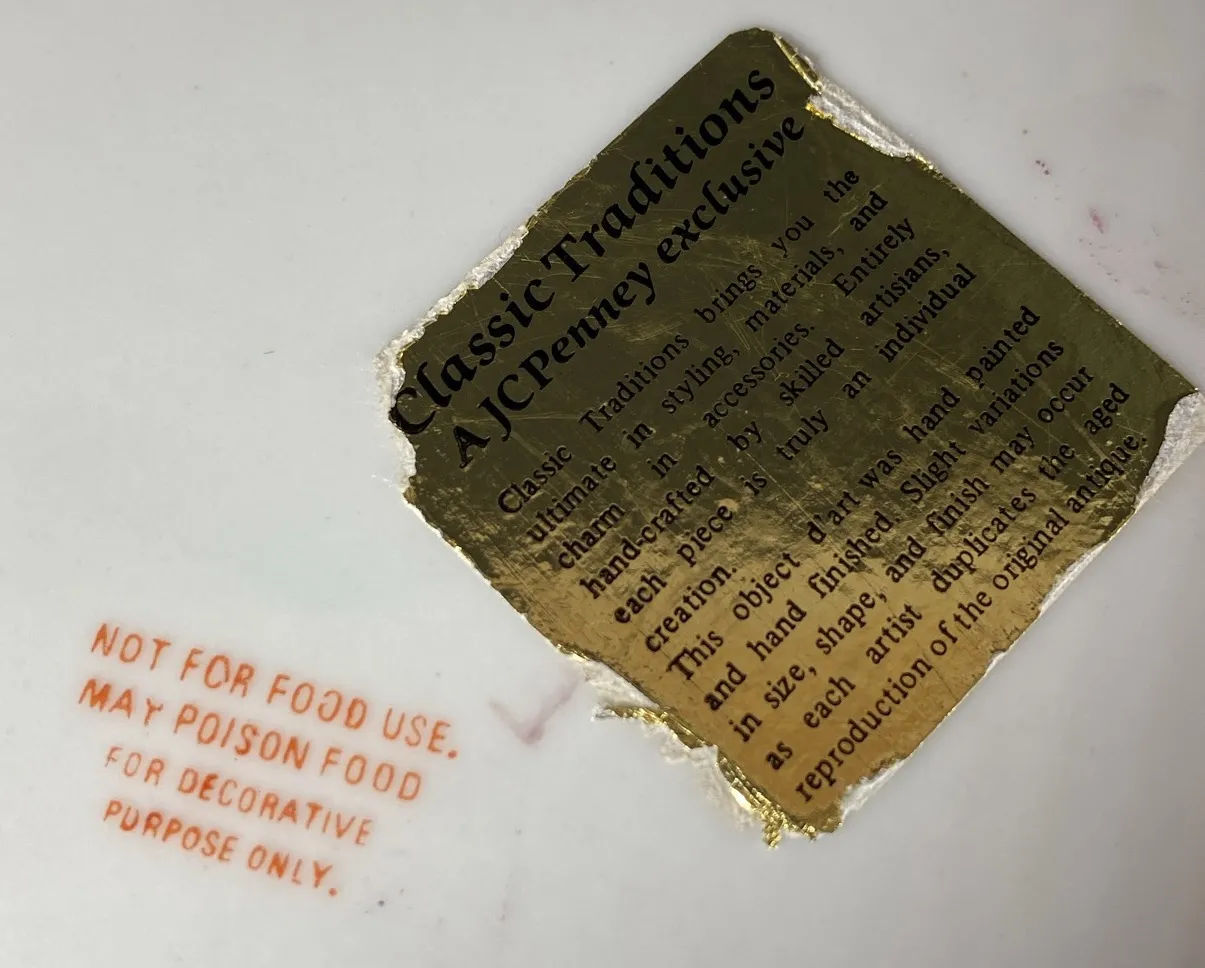 Classic Traditions
A JCPenney exclusive
Classic Traditions brings you the
ultimate in styling, materials, and
charm in accessories. Entirely
hand-crafted by skilled artisians,
each piece is truly an individual
creation.
This object d'art was hand painted
and hand finished. Slight variations
in size, shape, and finish may occur
as each artist duplicates the aged
reproduction of the original antique.
NOT FOR FOOD USE.
MAY POISON FOOD
FOR DECORATIVE
PURPOSE ONLY.